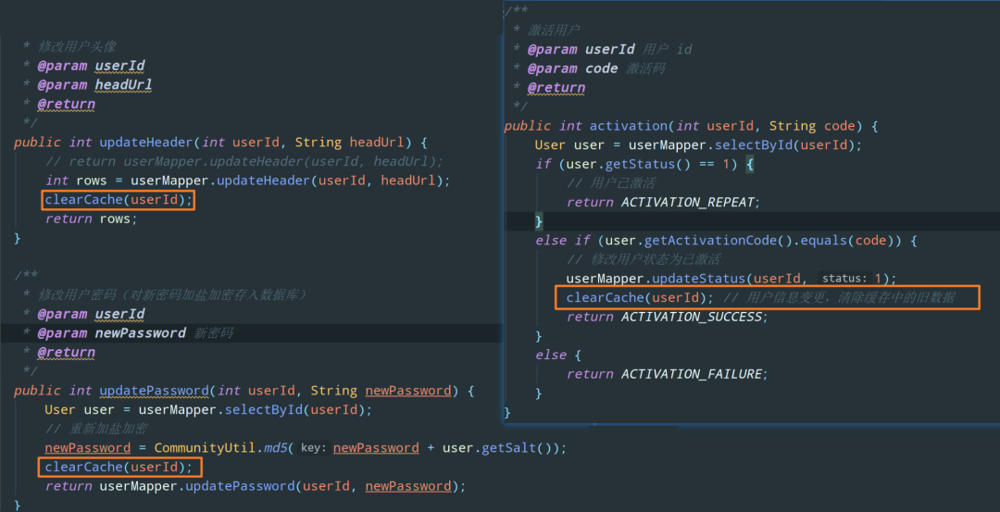 * 修改用户头像
* @param userId
* @param headUrl
* @return
*/
public int updateHeader(int userId, String headUrl) {
// return userMapper.updateHeader(userId, headUrl);
int rows = userMapper.updateHeader(userId, headUrl);
clearCache(userId);
return rows;
}
/**
* 修改用户密码（对新密码加盐加密存入数据库）
* @param userId
* @param newPassword 新密码
* @return
*/
public int updatePassword(int userId, String newPassword) {
User user = userMapper.selectById(userId);
// 重新加盐加密
newPassword = CommunityUtil.md5( key: newPassword + user.getSalt());
clearCache(userId);
return userMapper.updatePassword(userId, newPassword);
}
/**
* 激活用户
* @param userId 用户 id
* @param code 激活码
* @return
*/
public int activation(int userId, String code) {
User user = userMapper.selectById(userId);
if (user.getStatus() == 1) {
// 用户已激活
return ACTIVATION_REPEAT;
}
else if (user.getActivationCode().equals(code)) {
// 修改用户状态为已激活
userMapper.updateStatus(userId, status: 1);
clearCache(userId); // 用户信息变更，清除缓存中的旧数据
return ACTIVATION_SUCCESS;
}
else {
return ACTIVATION_FAILURE;
}
}